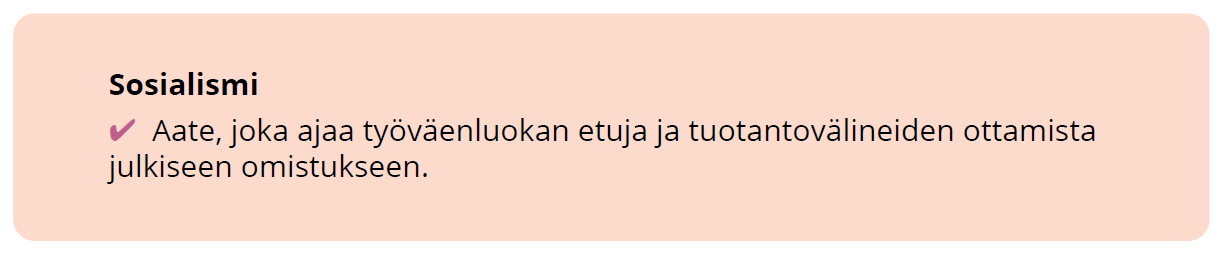 Sosialismi
✔ Aate, joka ajaa työväenluokan etuja ja tuotantovälineiden ottamista
julkiseen omistukseen.